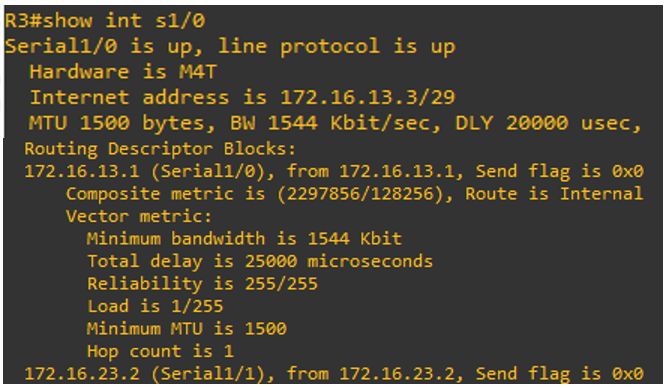 R3#show int s1/0
Serial1/0 is up, line protocol is up
Hardware is M4T
Internet address is 172.16.13.3/29
MTU 1500 bytes, BW 1544 Kbit/sec, DLY 20000 usec,
Routing Descriptor Blocks:
172.16.13.1 (Serial1/0), from 172.16.13.1, Send flag is 0x0
Composite metric is (2297856/128256), Route is Internal
Vector metric:
Minimum bandwidth is 1544 Kbit
Total delay is 25000 microseconds
Reliability is 255/255
Load is 1/255
Minimum MTU is 1500
Hop count is 1
172.16.23.2 (Serial1/1), from 172.16.23.2, Send flag is 0x0